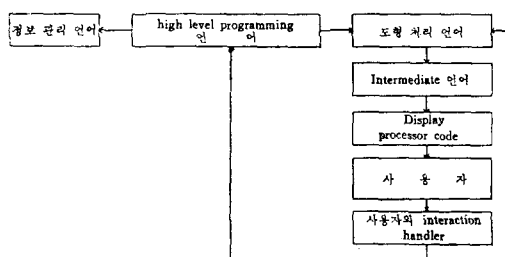 정보 관리 언어
high level programming
언 어
도형 처리 언어
Intermediate 언어
Display
processor code
사 용 자
사용자와 interaction
handler